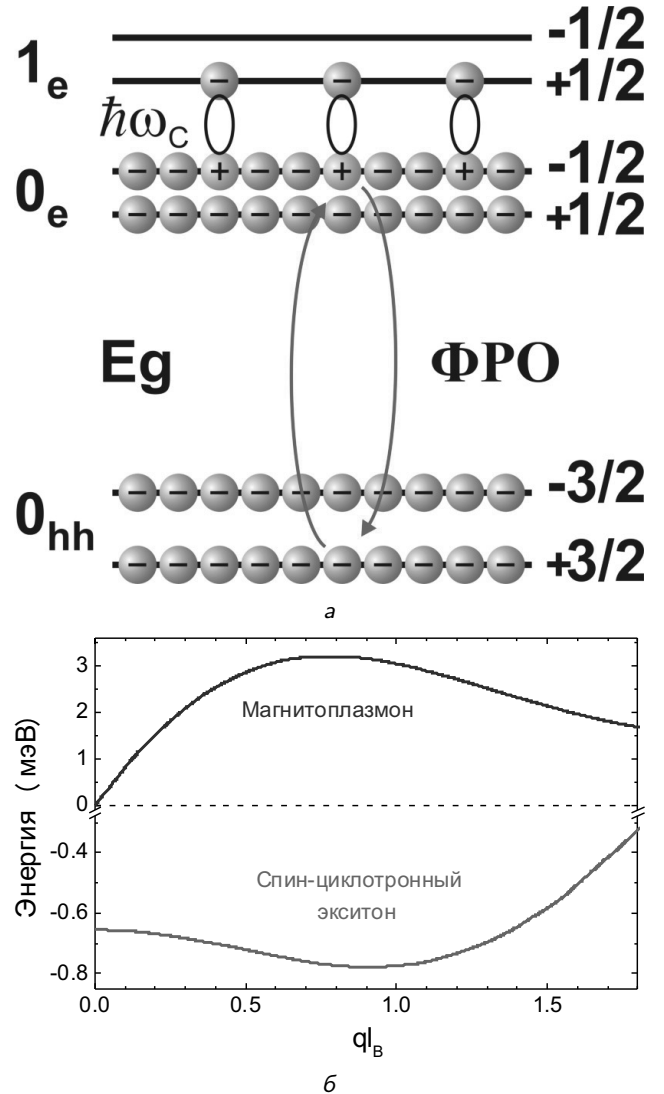 -1/2
1e
+1/2
ħωC
-1/2
0e
+1/2
Eg
ФРО
-3/2
0hh
+3/2
а
3
Магнитоплазмон
2
1
0
-0.4
Спин-циклотронный
экситон
-0.6
-0.8
Энергия ( мэВ)
0.0 0.5 1.0 1.5
qlB
б